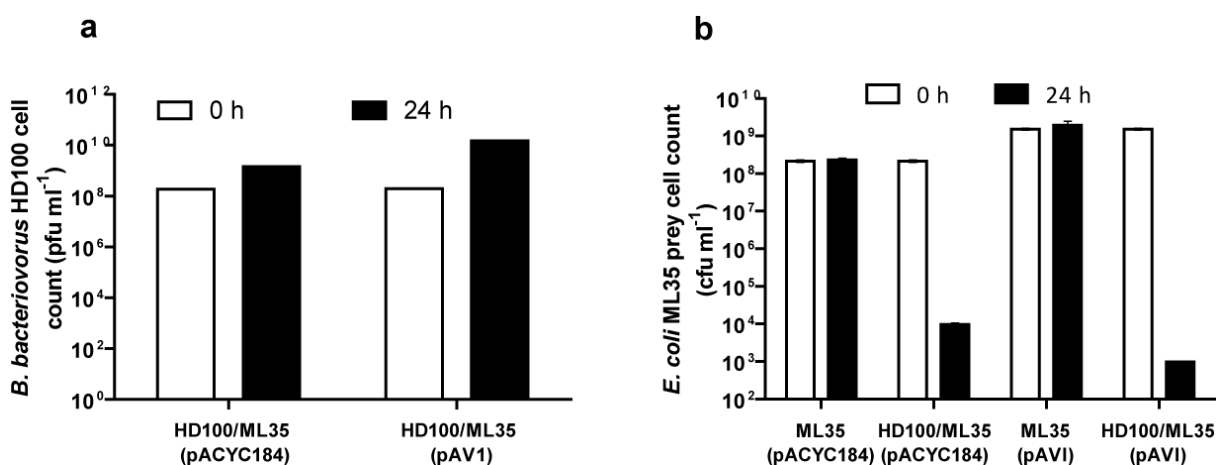 a
B. bacteriovorus HD100 cell
count (pfu ml⁻¹)
10¹²
10¹⁰
10⁸
10⁶
10⁴
10²
10⁰
0 h
24 h
HD100/ML35
(pACYC184)
HD100/ML35
(pAV1)
b
E. coli ML35 prey cell count
(cfu ml⁻¹)
10¹⁰
10⁹
10⁸
10⁷
10⁶
10⁵
10⁴
10³
10²
0 h
24 h
ML35
(pACYC184)
HD100/ML35
(pACYC184)
ML35
(pAVI)
HD100/ML35
(pAVI)